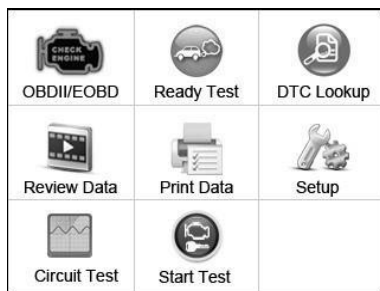 CHECK
ENGINE
OBDII/EOBD
Ready Test
DTC Lookup
Review Data
Print Data
Setup
Circuit Test
Start Test